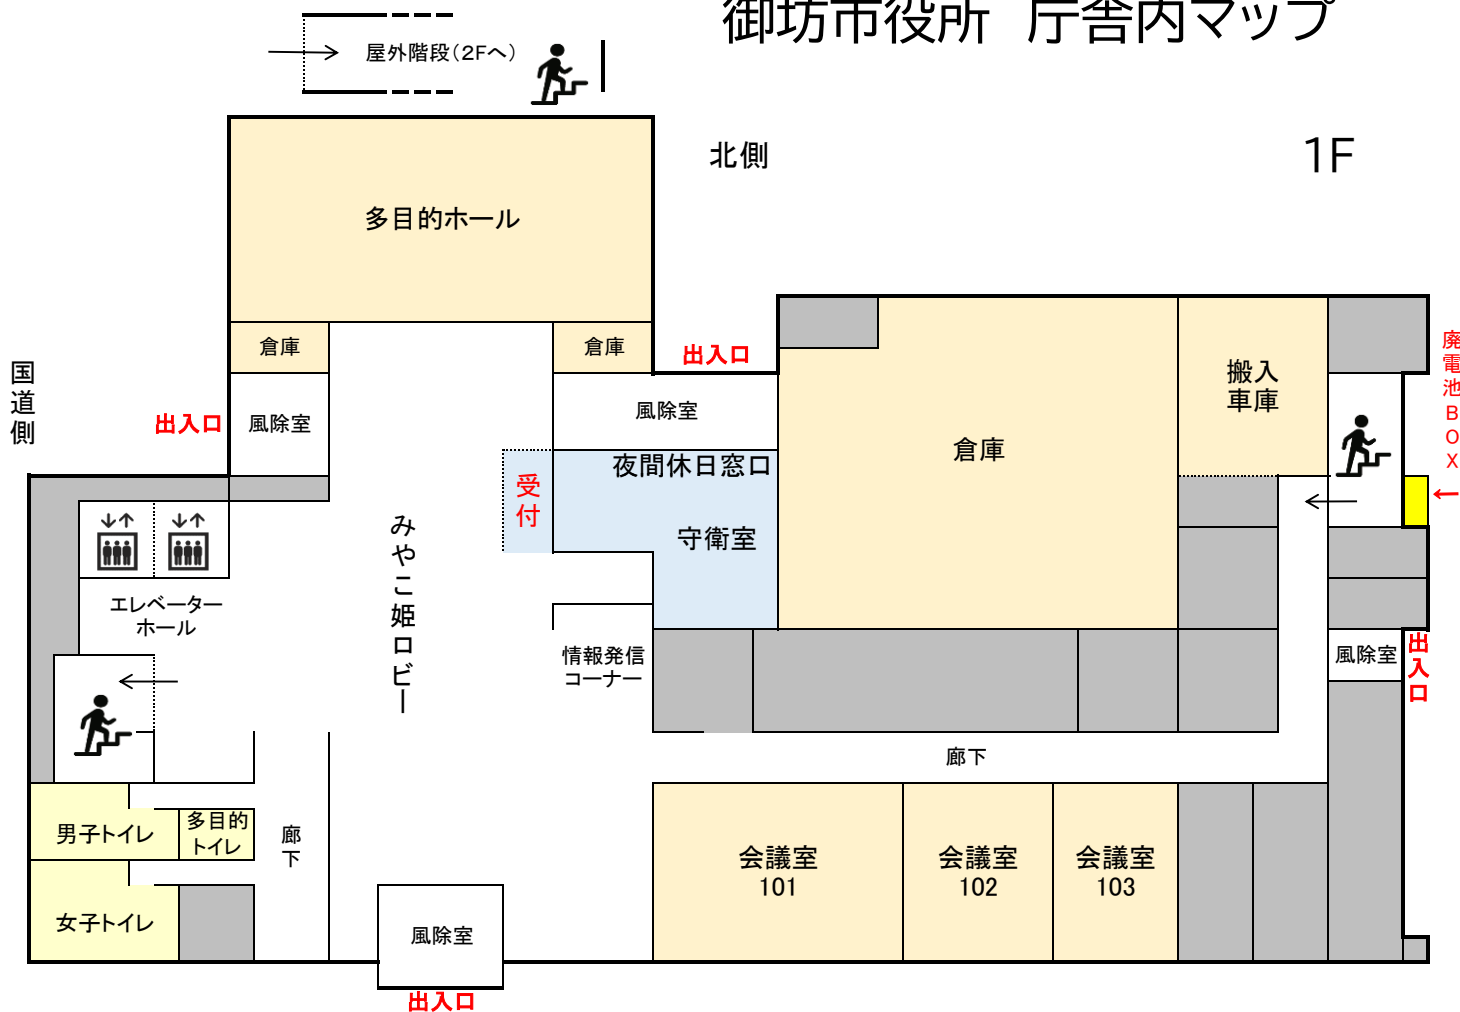 御坊市役所 庁舎内マップ
屋外階段(2Fへ)
北側
1F
多目的ホール
倉庫
倉庫
出入口
国道側
出入口
風除室
風除室
夜間休日窓口
受付
守衛室
倉庫
搬入
車庫
廃電池BOX
←
みやこ姫ロビー
エレベーター
ホール
情報発信
コーナー
風除室
出入口
廊下
男子トイレ
多目的
トイレ
廊下
女子トイレ
風除室
出入口
会議室
101
会議室
102
会議室
103